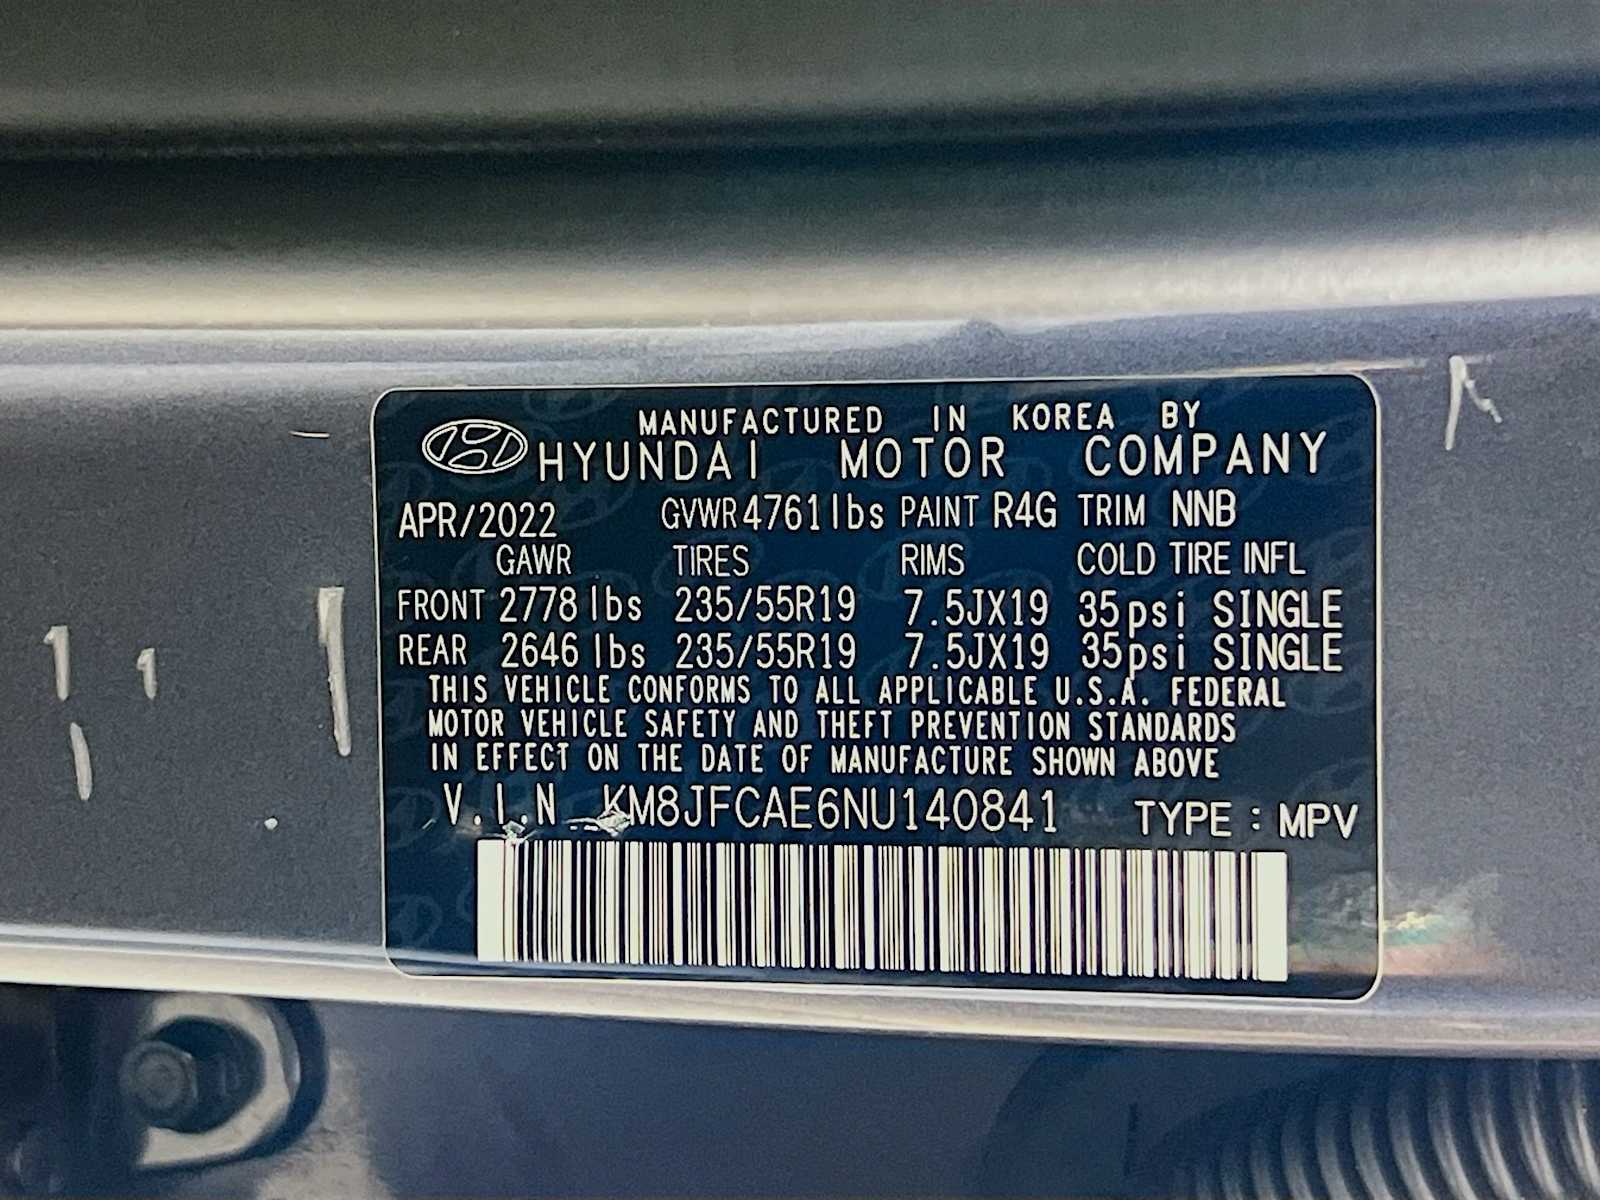 MANUFACTURED IN KOREA BY
HYUNDAI MOTOR COMPANY
APR/2022 GVWR 4761lbs PAINT R4G TRIM NNB
GAWR TIRES RIMS COLD TIRE INFL
FRONT 2778 lbs 235/55R19 7.5JX19 35psi SINGLE
REAR 2646 lbs 235/55R19 7.5JX19 35psi SINGLE
THIS VEHICLE CONFORMS TO ALL APPLICABLE U.S.A. FEDERAL
MOTOR VEHICLE SAFETY AND THEFT PREVENTION STANDARDS
IN EFFECT ON THE DATE OF MANUFACTURE SHOWN ABOVE
V.I.N KM8JFCAE6NU140841 TYPE : MPV